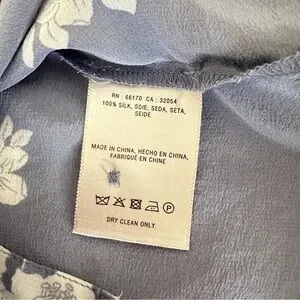 RN : 66170 CA : 32054
100% SILK, SOIE, SEDA, SETA,
SEIDE
MADE IN CHINA, HECHO EN CHINA,
FABRIQUÉ EN CHINE
P
DRY CLEAN ONLY.